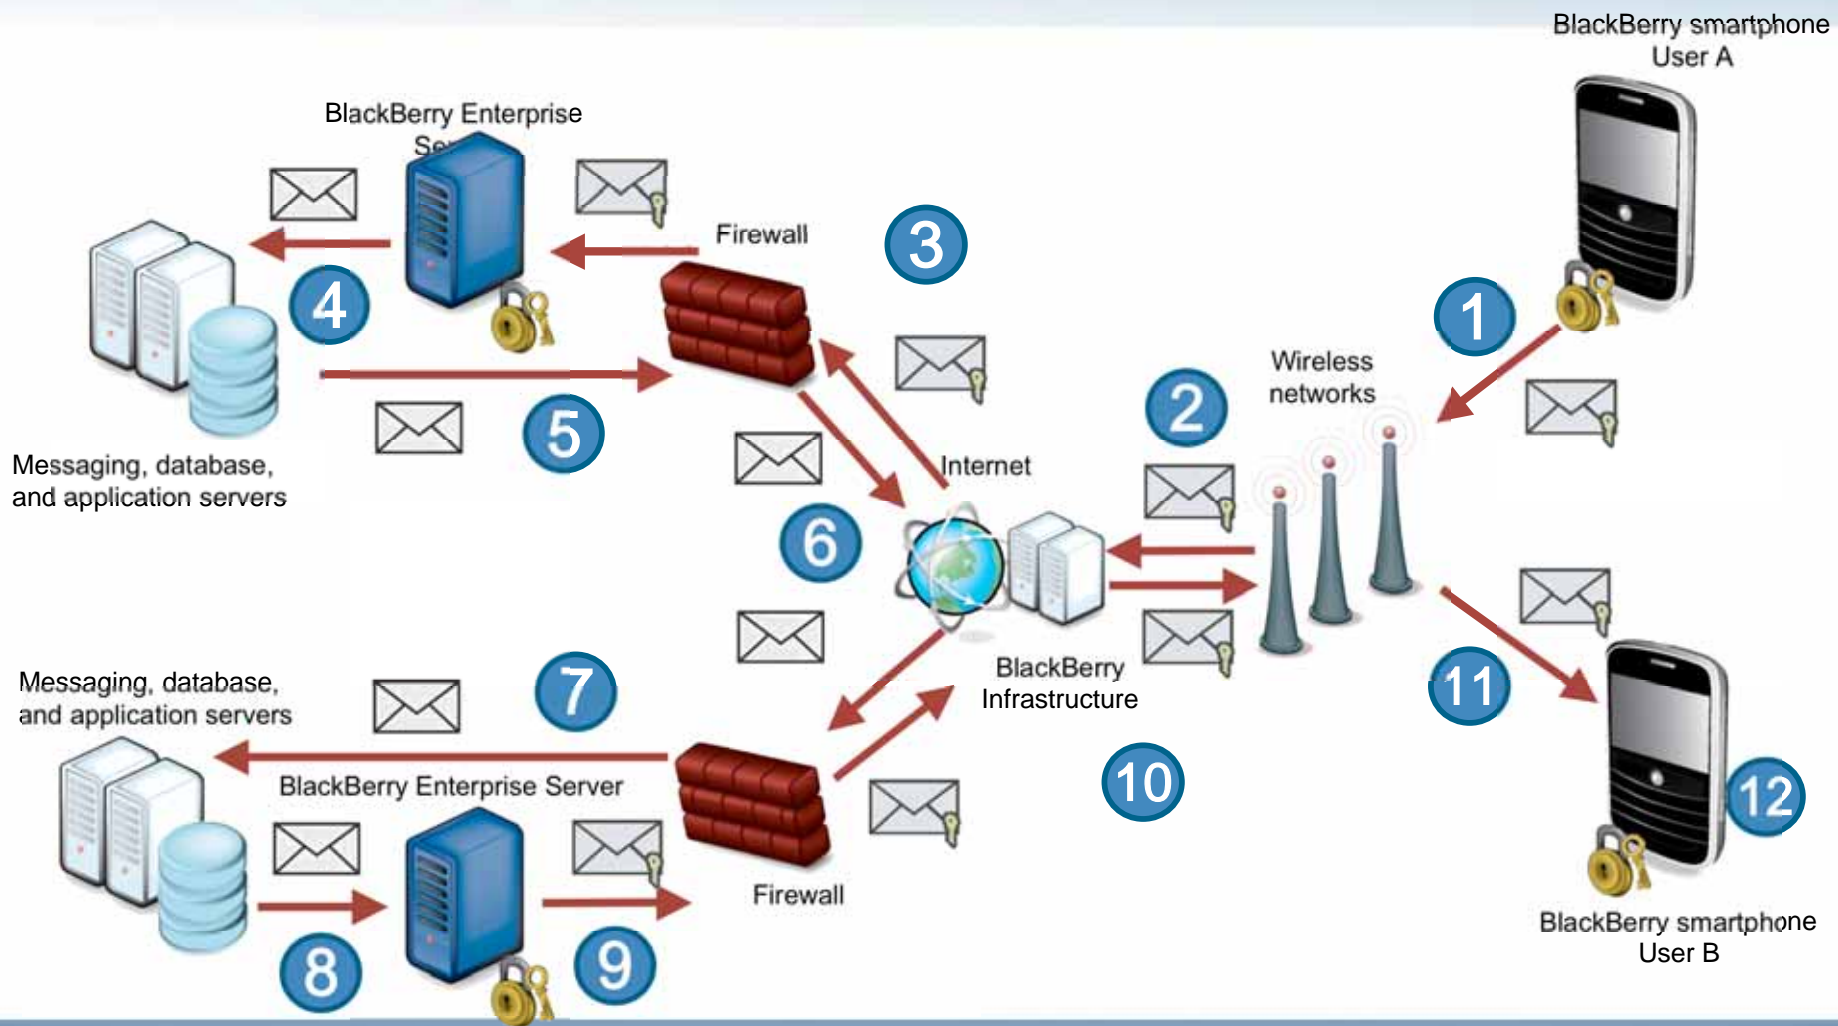 BlackBerry smartphone
User A
BlackBerry Enterprise
Firewall
3
4
1
Wireless
networks
2
5
Internet
Messaging, database,
and application servers
6
BlackBerry
Infrastructure
7
11
Messaging, database,
and application servers
BlackBerry Enterprise Server
10
12
Firewall
8
9
BlackBerry smartphone
User B